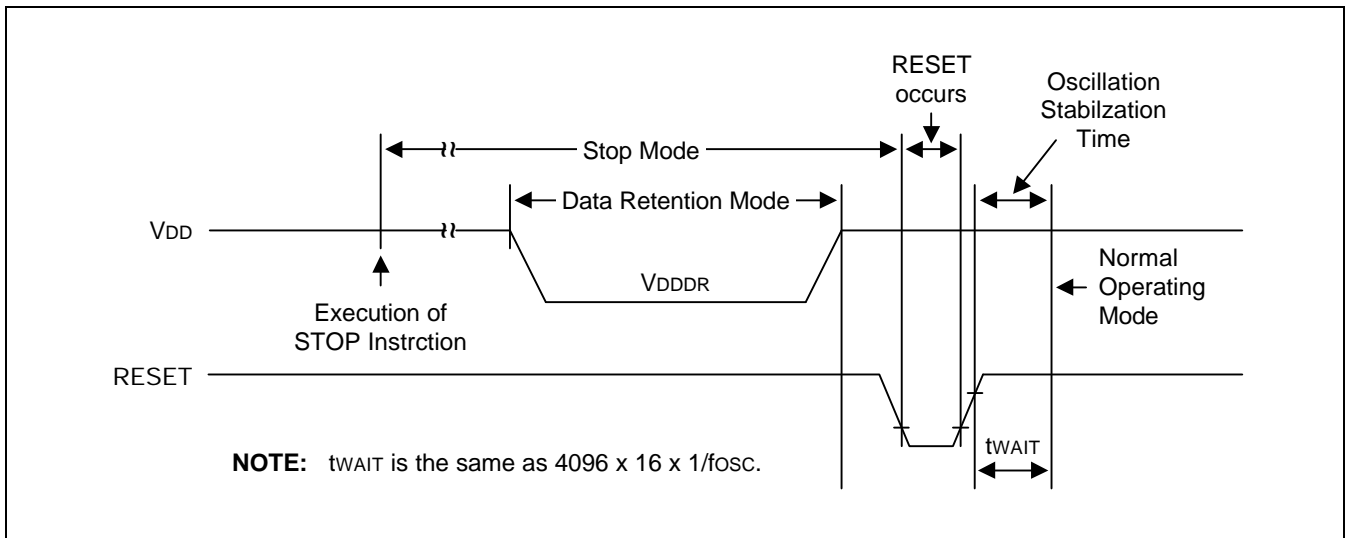 RESET
occurs
Oscillation
Stabilzation
Time
Stop Mode
Data Retention Mode
VDD
VDDDR
Normal
Operating
Mode
Execution of
STOP Instrction
RESET
tWAIT
NOTE: tWAIT is the same as 4096 x 16 x 1/fOSC.